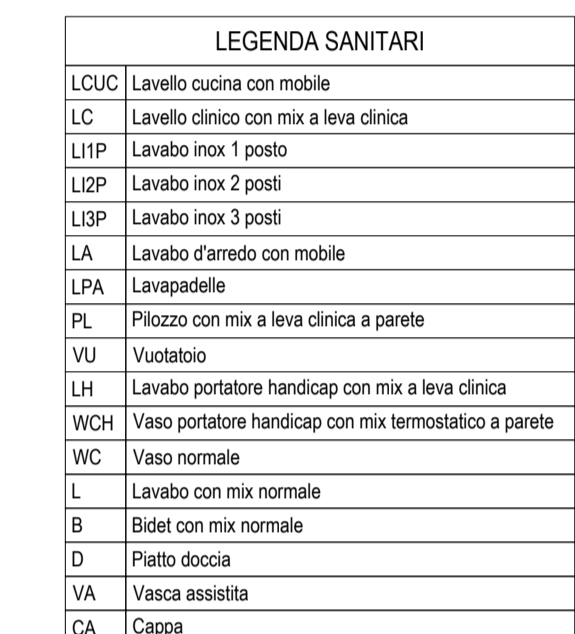 LEGENDA SANITARI
LCUC Lavello cucina con mobile
LC Lavello clinico con mix a leva clinica
LI1P Lavabo inox 1 posto
LI2P Lavabo inox 2 posti
LI3P Lavabo inox 3 posti
LA Lavabo d'arredo con mobile
LPA Lavapadelle
PL Pilozzo con mix a leva clinica a parete
VU Vuotatoio
LH Lavabo portatore handicap con mix a leva clinica
WCH Vaso portatore handicap con mix termostatico a parete
WC Vaso normale
L Lavabo con mix normale
B Bidet con mix normale
D Piatto doccia
VA Vasca assistita
CA Cappa